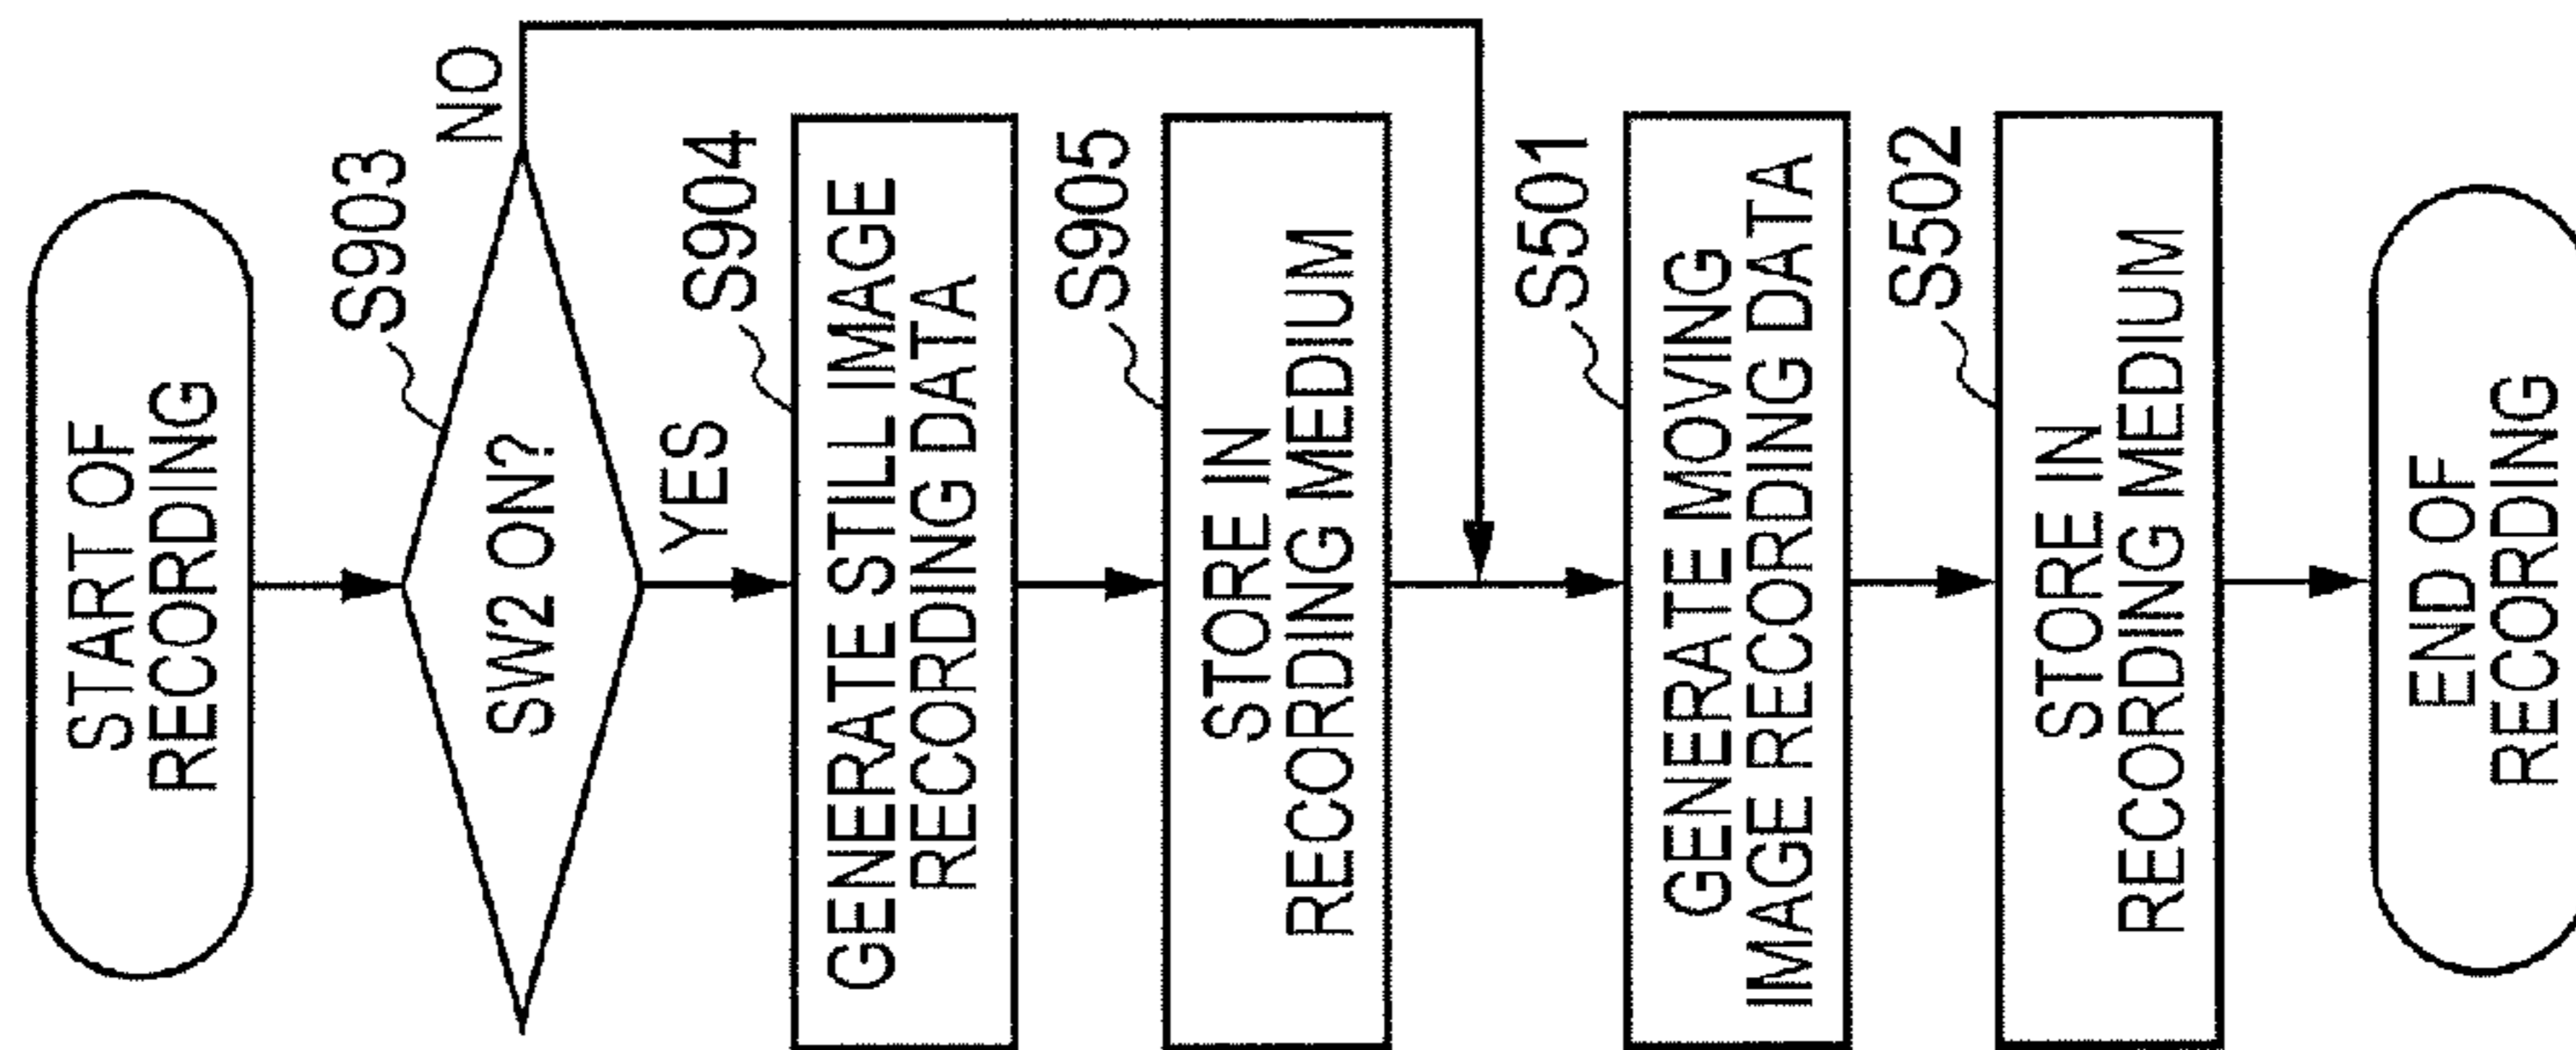 START OF
RECORDING
S903
SW2 ON?
NO
YES
S904
GENERATE STILL IMAGE
RECORDING DATA
S905
STORE IN
RECORDING MEDIUM
S501
GENERATE MOVING
IMAGE RECORDING DATA
S502
STORE IN
RECORDING MEDIUM
END OF
RECORDING